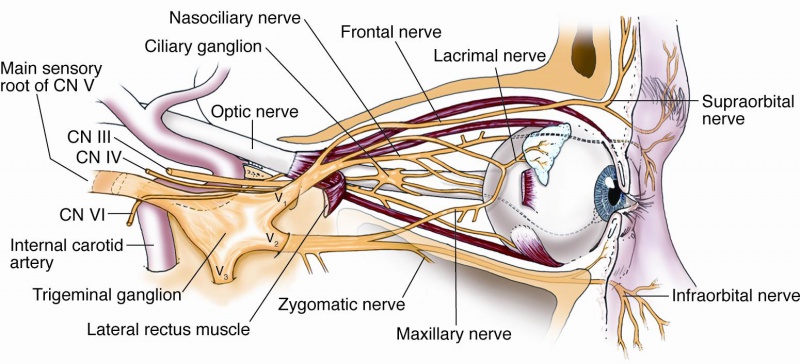 Nasociliary nerve
Ciliary ganglion
Frontal nerve
Lacrimal nerve
Main sensory
root of CN V
Optic nerve
Supraorbital
nerve
CN III
CN IV
V1
CN VI
V2
Internal carotid
artery
V3
Trigeminal ganglion
Zygomatic nerve
Infraorbital nerve
Lateral rectus muscle
Maxillary nerve